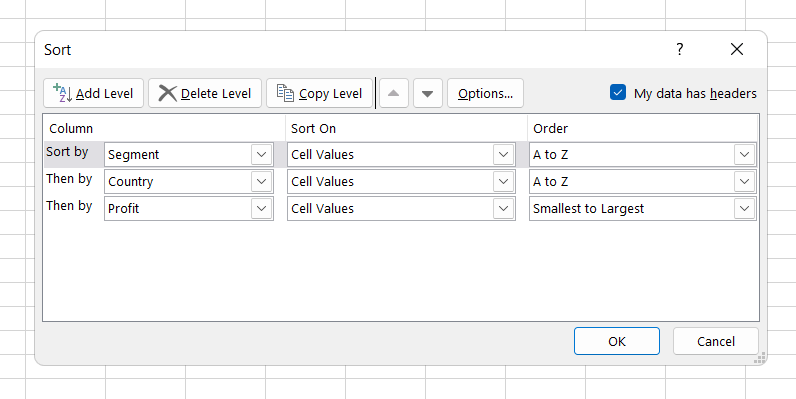 Sort ?
Add Level Delete Level Copy Level Options... My data has headers
Column Sort On Order
Sort by Segment Cell Values A to Z
Then by Country Cell Values A to Z
Then by Profit Cell Values Smallest to Largest
OK Cancel